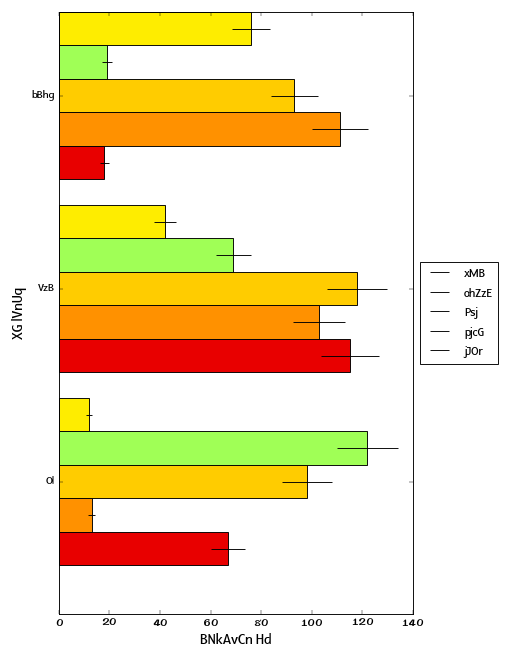 bBhg
VzB
Ol
XG lVnUq
0 20 40 60 80 100 120 140
BNkAvCn Hd
xMB
ohZzE
Psj
pjcG
jJOr